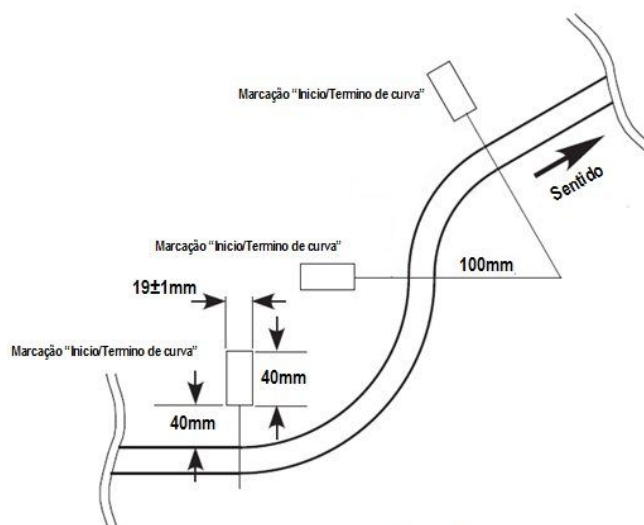 Marcação “Inicio/Termino de curva”
Sentido
Marcação “Inicio/Termino de curva”
100mm
19±1mm
Marcação “Inicio/Termino de curva”
40mm
40mm